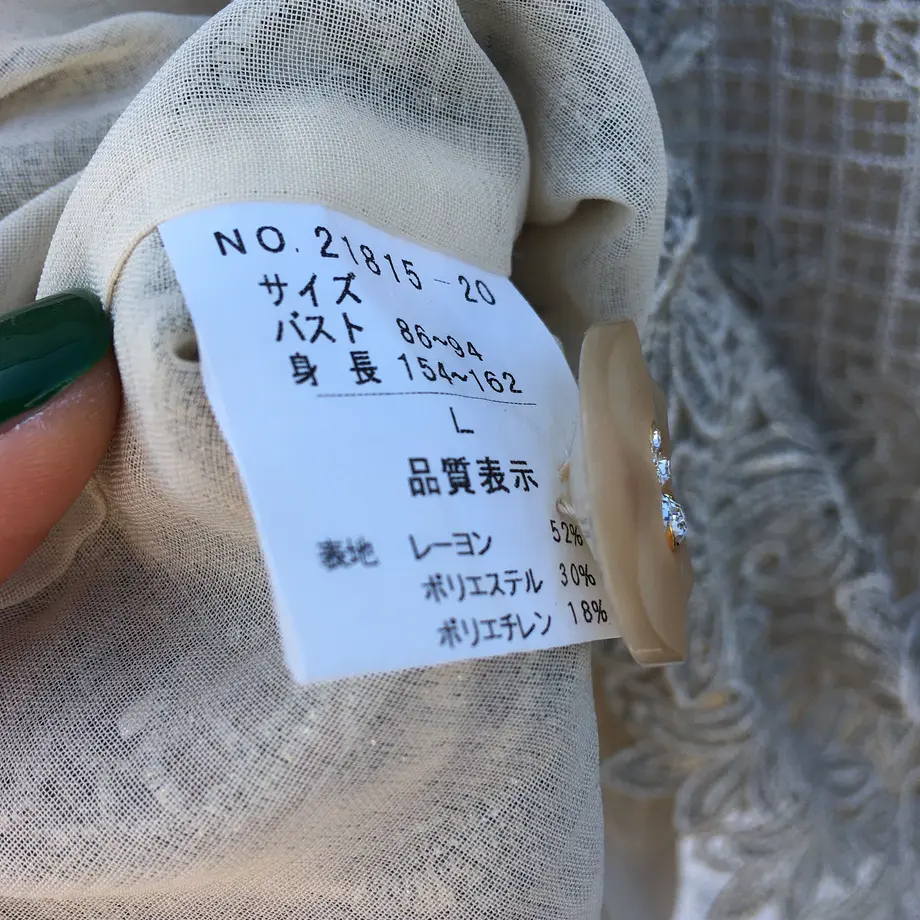 NO. 21815-20
サイズ
バスト 86~94
身長 154~162
L
品質表示
表地 レーヨン 52%
ポリエステル 30%
ポリエチレン 18%